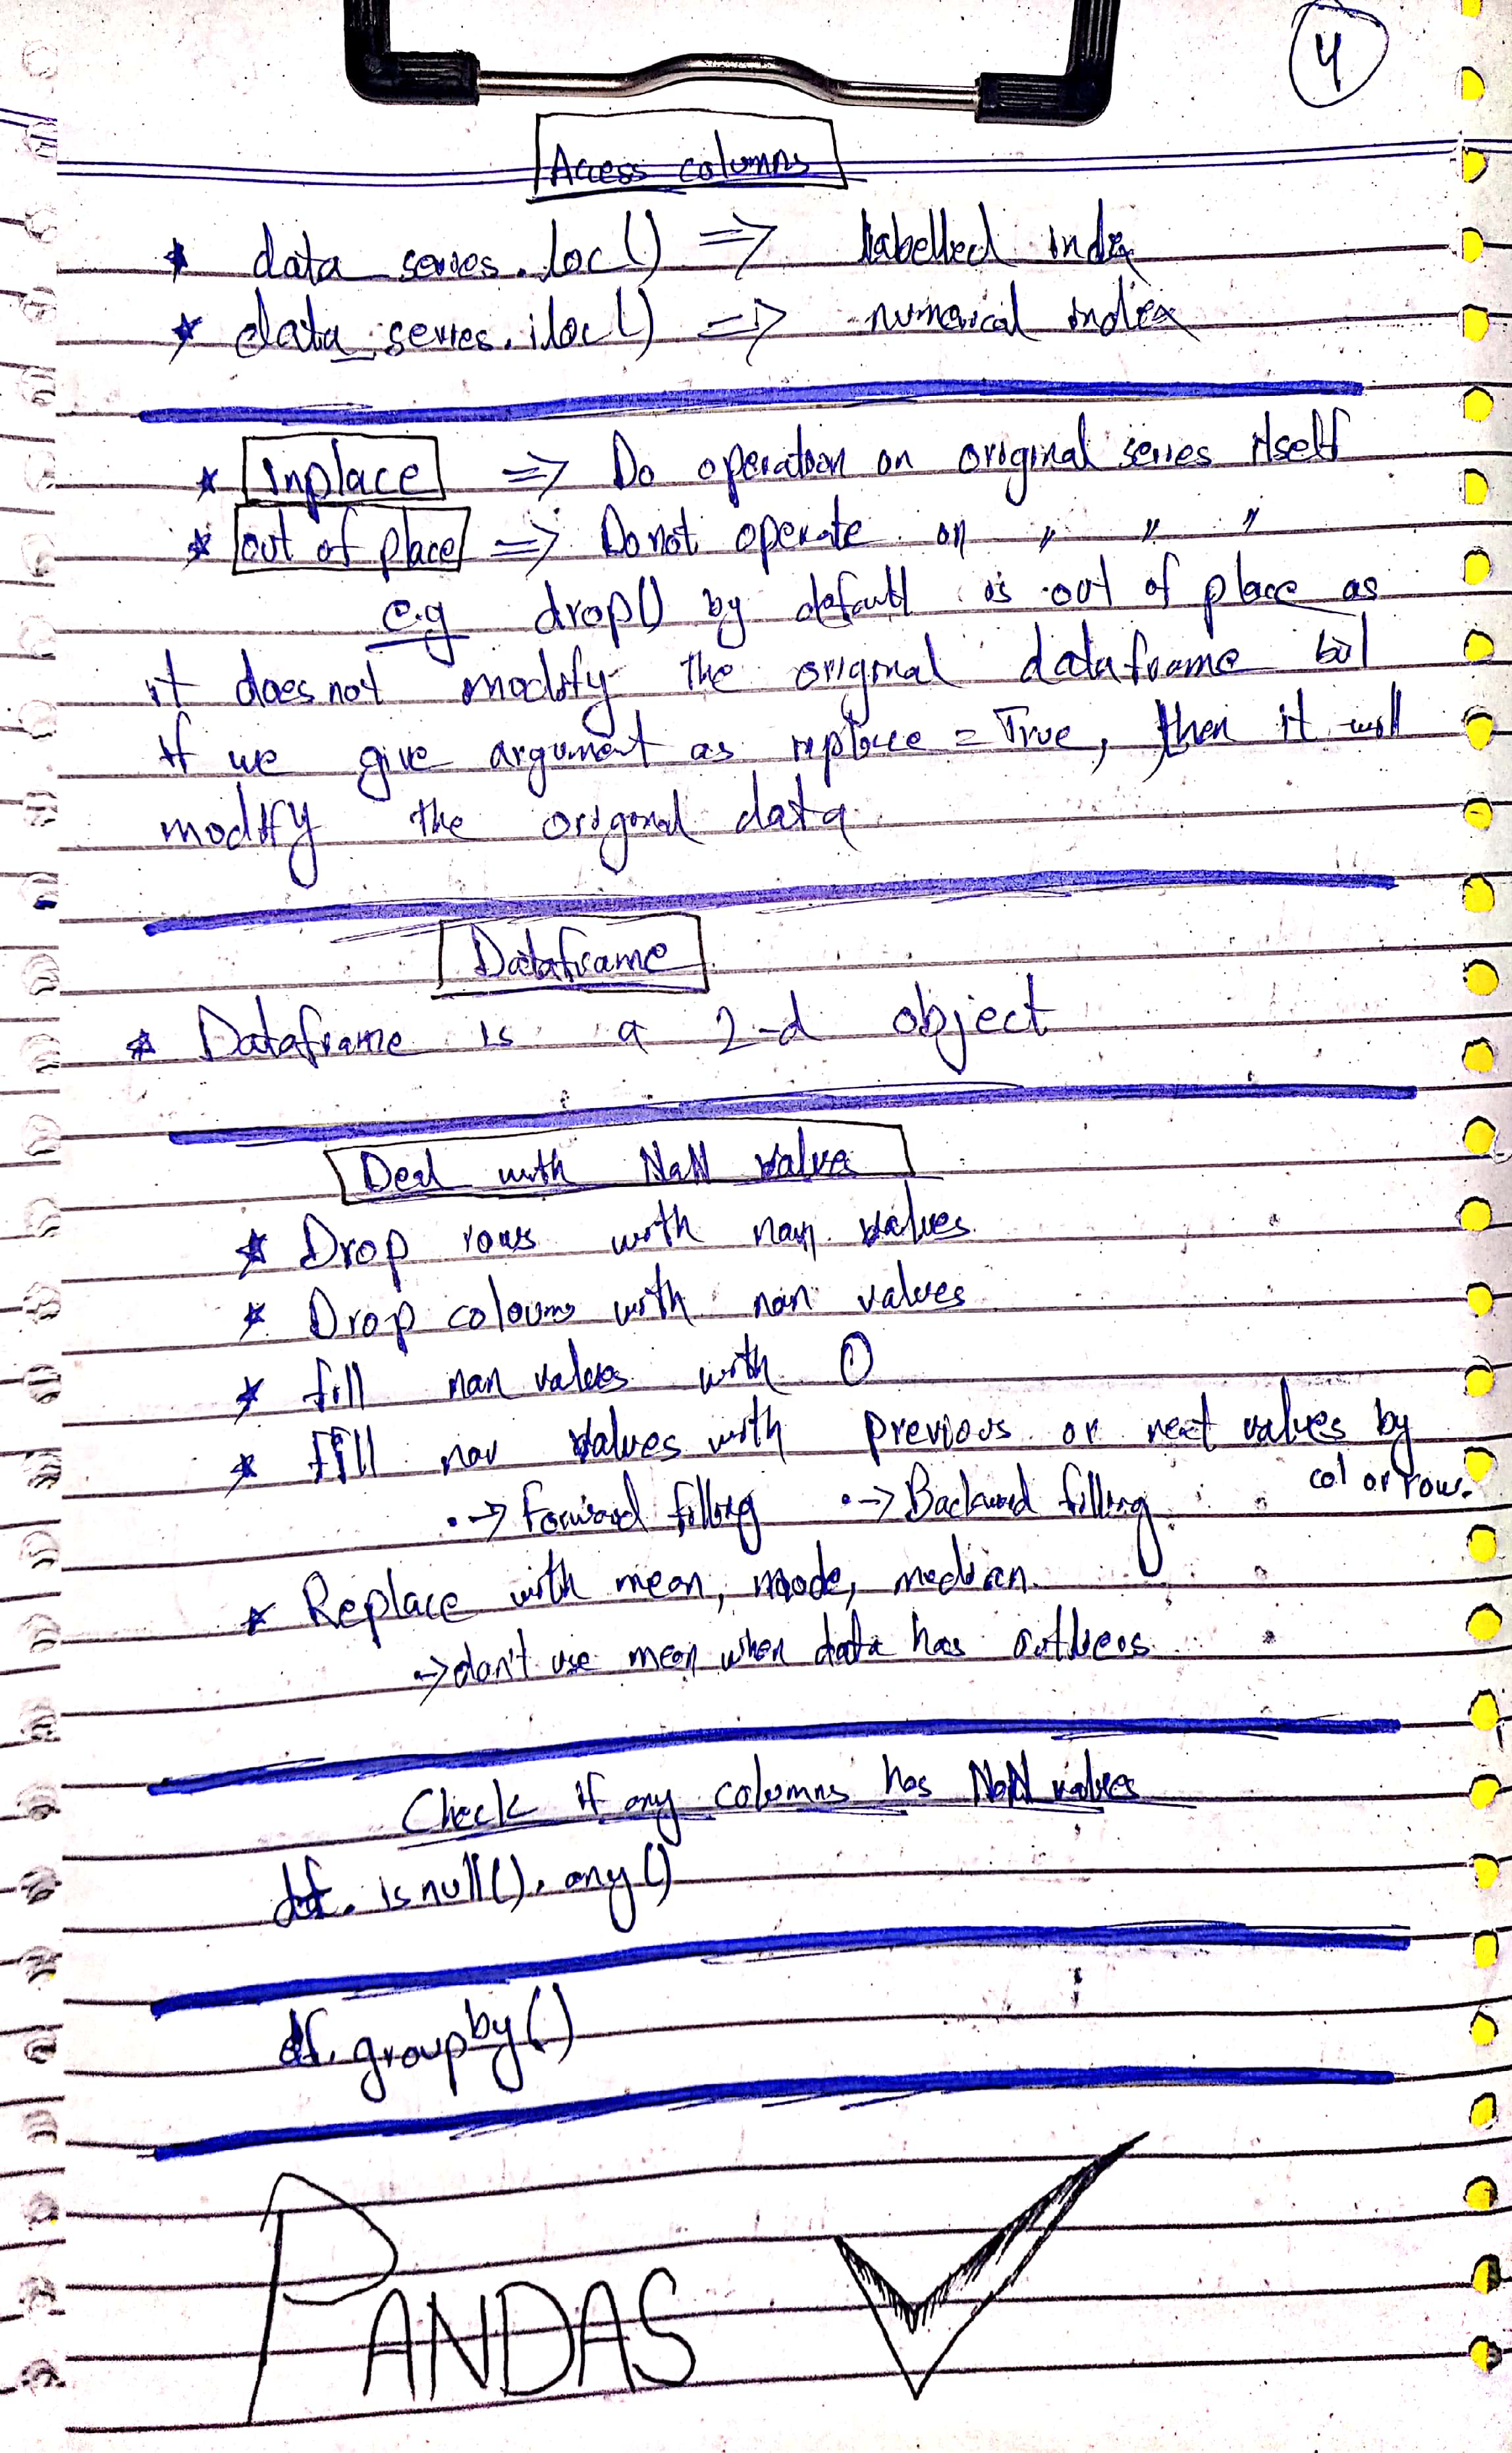 4
Access columns
* data series.loc() => labelled index
* data series.iloc() => numerical index
* Inplace => Do operation on original series itself
* out of place => Do not operate on " " "
e.g drop() by default is out of place as
it does not modify the original dataframe but
if we give argument as replace = True, then it will
modify the original data
Dataframe
* Dataframe is a 2-d object
Deal with NaN value
* Drop rows with nan values
* Drop coloums with nan values
* fill nan values with 0
* fill nav values with previous or next values by
col or row.
.→ Forward filling .→ Backward filling
* Replace with mean, mode, median
→ don't use mean when data has outliers
Check if any columns has NaN values
df. isnull(). any()
df. groupby()
PANDAS